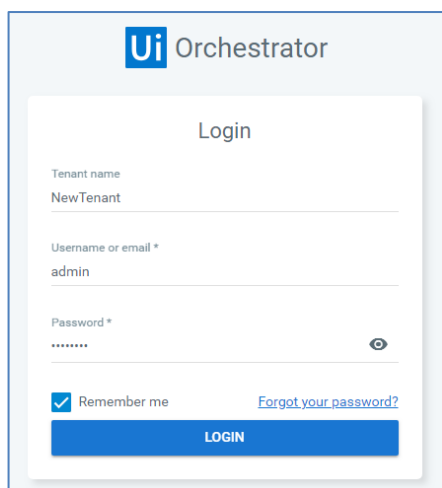 Ui Orchestrator
Login
Tenant name
NewTenant
Username or email *
admin
Password *
••••••••
Remember me Forgot your password?
LOGIN